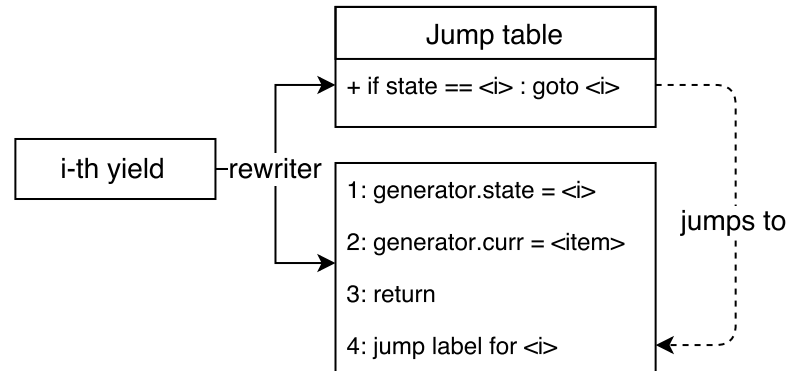 Jump table
+ if state == <i> : goto <i>
i-th yield
rewriter
1: generator.state = <i>
2: generator.curr = <item>
3: return
4: jump label for <i>
jumps to